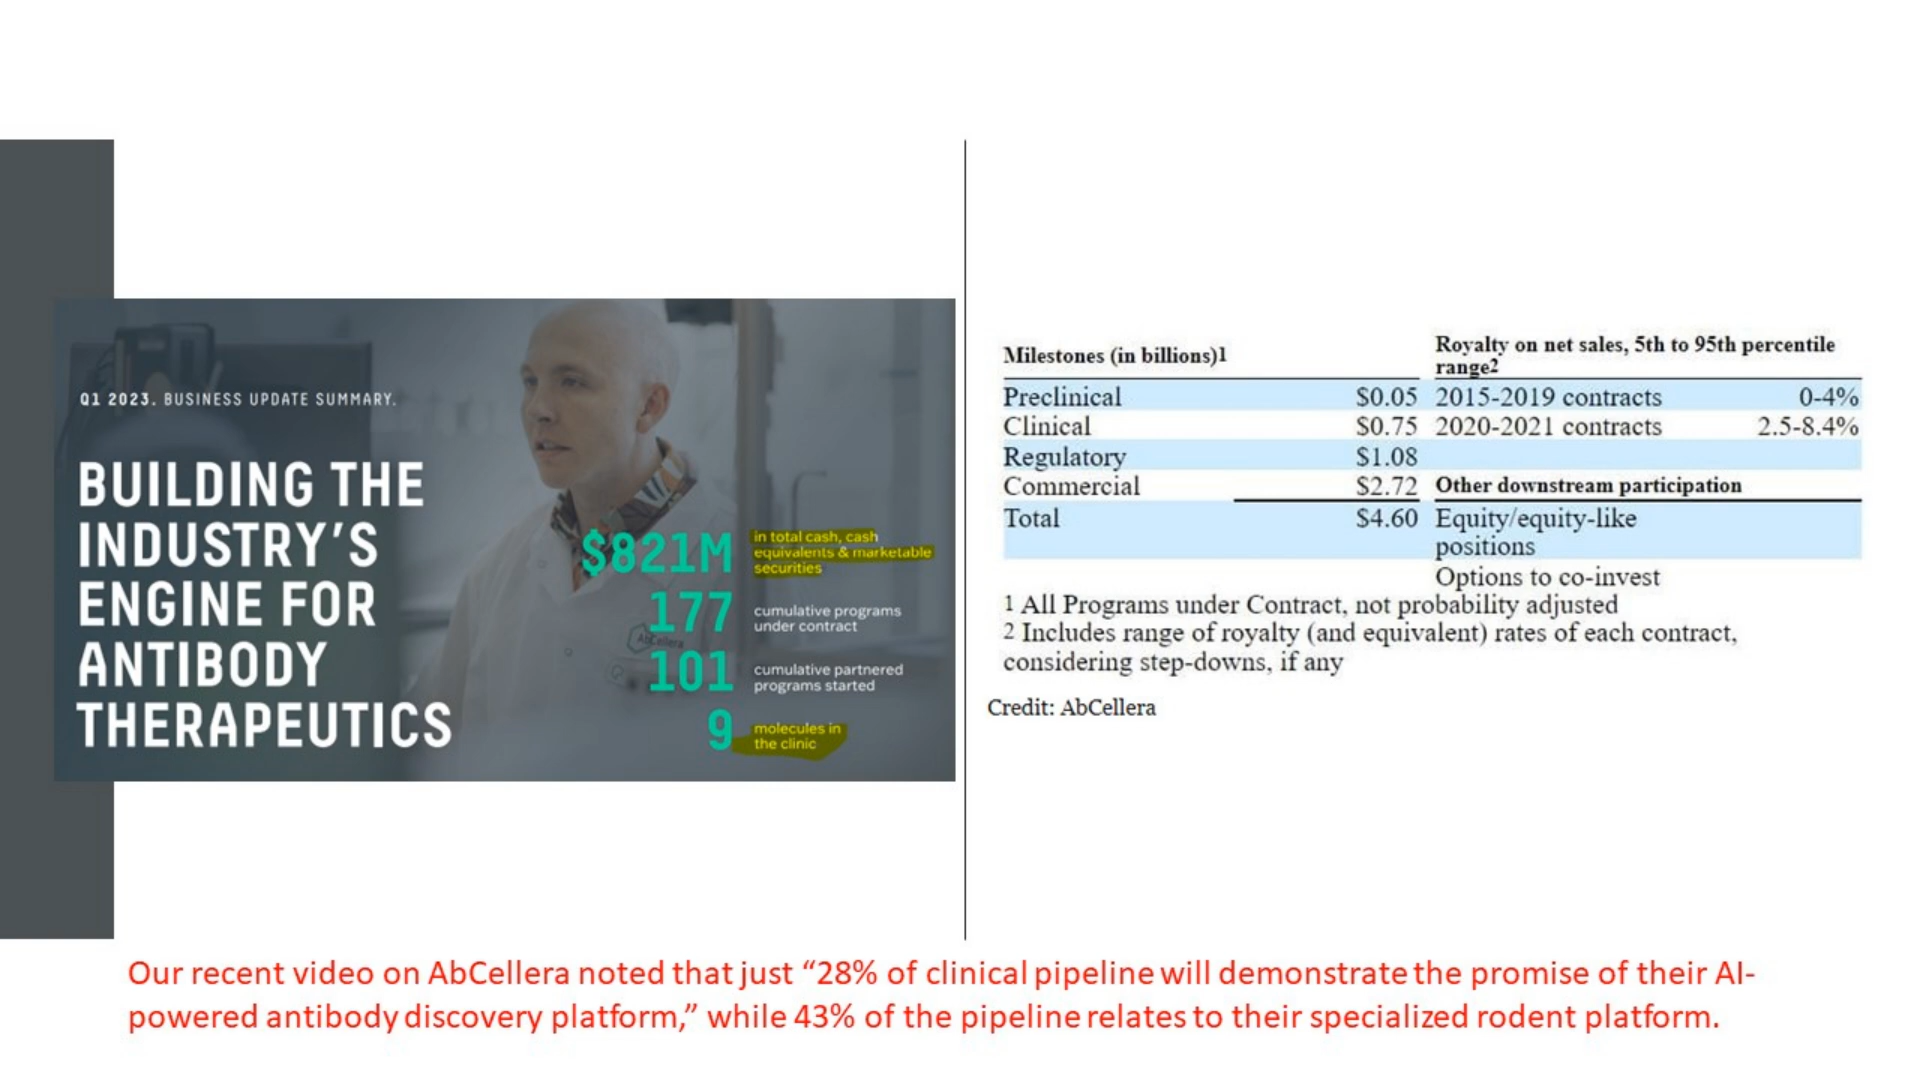 Q1 2023. BUSINESS UPDATE SUMMARY.
BUILDING THE
INDUSTRY'S
ENGINE FOR
ANTIBODY
THERAPEUTICS
$821M in total cash, cash
equivalents & marketable
securities
177 cumulative programs
under contract
AbCellera
101 cumulative partnered
programs started
9 molecules in
the clinic
Milestones (in billions)1
Preclinical $0.05
Clinical $0.75
Regulatory $1.08
Commercial $2.72
Total $4.60
Royalty on net sales, 5th to 95th percentile
range2
2015-2019 contracts 0-4%
2020-2021 contracts 2.5-8.4%
Other downstream participation
Equity/equity-like
positions
Options to co-invest
1 All Programs under Contract, not probability adjusted
2 Includes range of royalty (and equivalent) rates of each contract,
considering step-downs, if any
Credit: AbCellera
Our recent video on AbCellera noted that just “28% of clinical pipeline will demonstrate the promise of their AI-
powered antibody discovery platform,” while 43% of the pipeline relates to their specialized rodent platform.